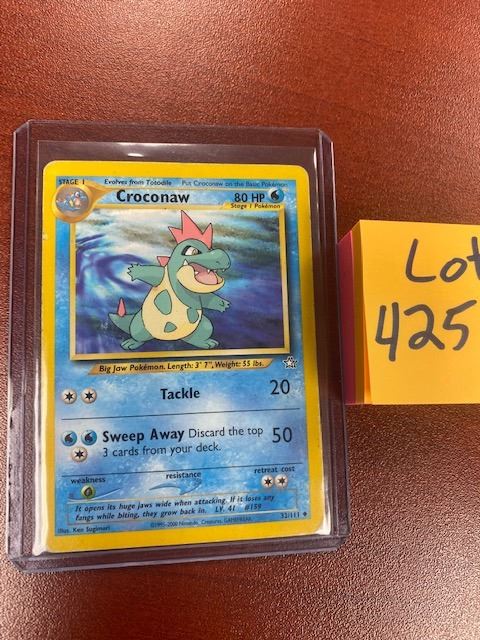 STAGE 1 Evolves from Totodile Put Croconaw on the Basic Pokémon
Croconaw 80 HP
Stage 1 Pokémon
Big Jaw Pokémon. Length: 3' 7", Weight: 55 lbs.
Tackle 20
Sweep Away Discard the top 50
3 cards from your deck.
weakness resistance retreat cost
It opens its huge jaws wide when attacking. If it loses any
fangs while biting, they grow back in. LV. 41 #159
Illus. Ken Sugimori ©1995-2000 Nintendo, Creatures, GAMEFREAK. 32/111
Lot
425